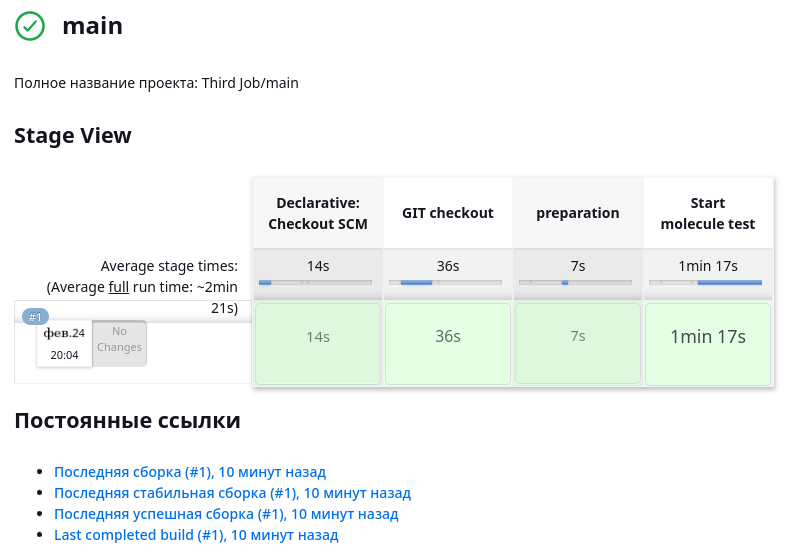 main
Полное название проекта: Third Job/main
Stage View
Declarative:
Checkout SCM
GIT checkout
preparation
Start
molecule test
Average stage times:
(Average full run time: ~2min
21s)
14s
36s
7s
1min 17s
#1
фев.24
20:04
No
Changes
14s
36s
7s
1min 17s
Постоянные ссылки
Последняя сборка (#1), 10 минут назад
Последняя стабильная сборка (#1), 10 минут назад
Последняя успешная сборка (#1), 10 минут назад
Last completed build (#1), 10 минут назад